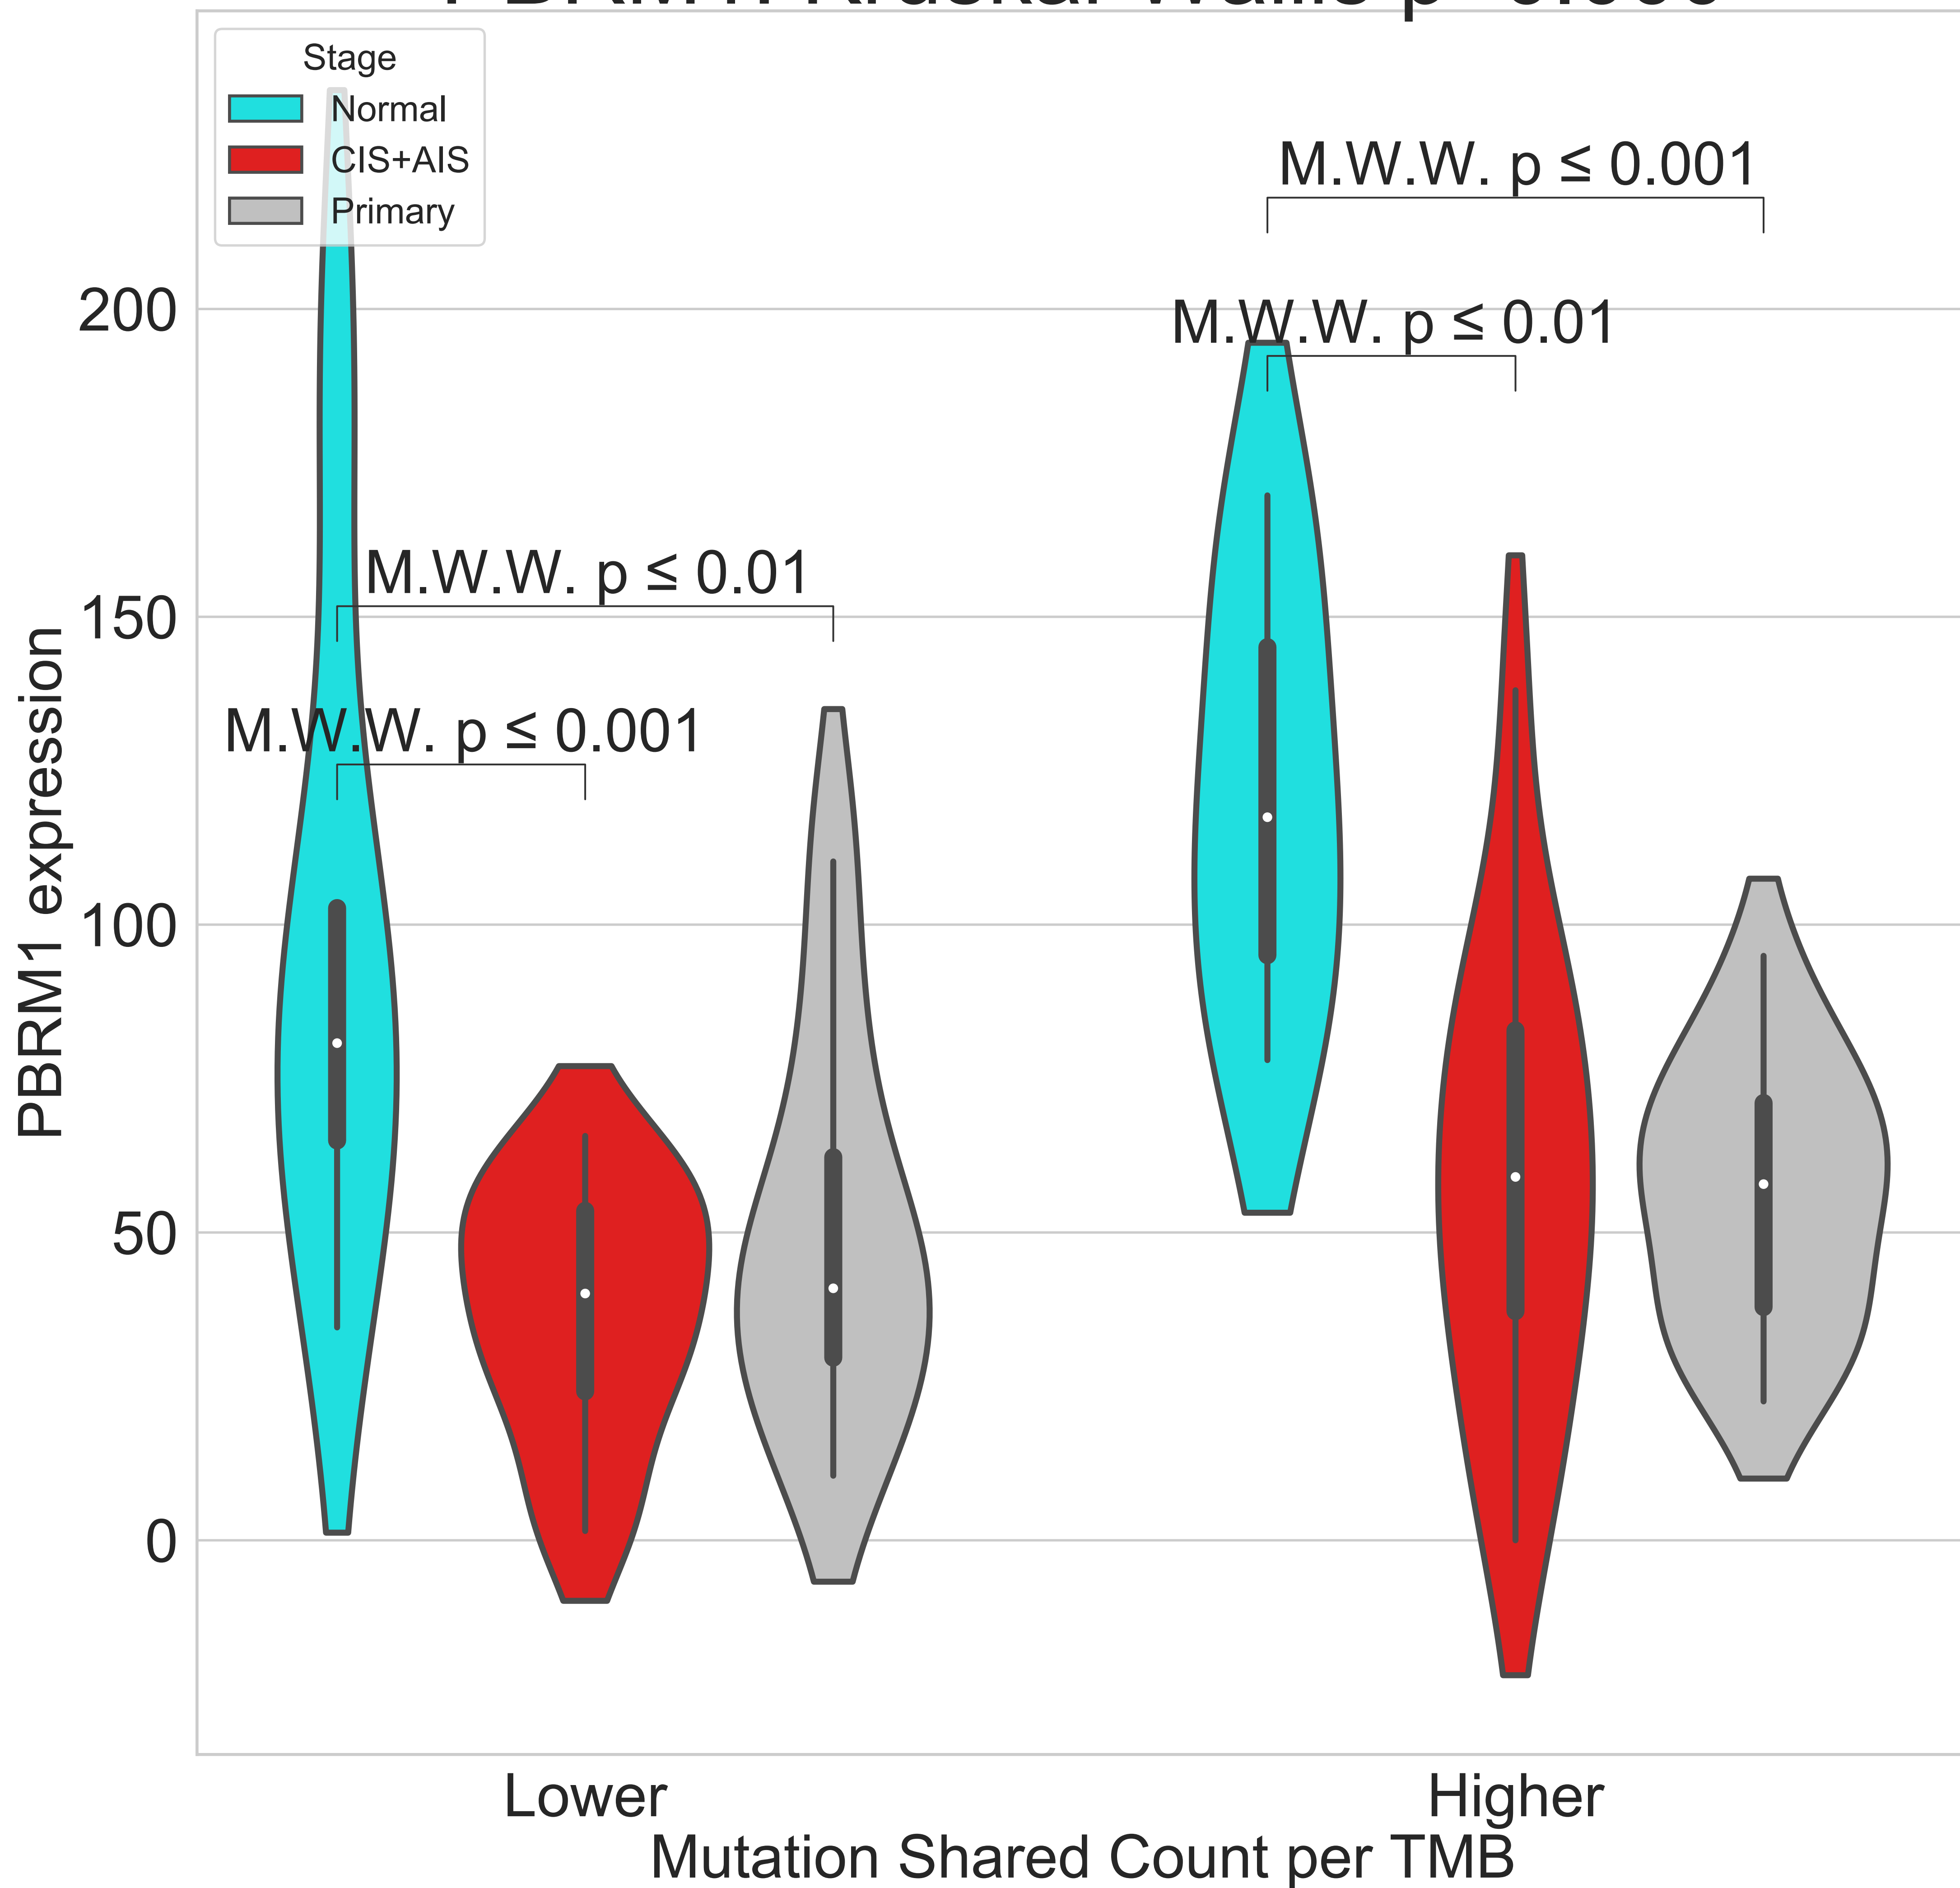 Stage
Normal
CIS+AIS
Primary
M.W.W. p ≤ 0.001
M.W.W. p ≤ 0.01
M.W.W. p ≤ 0.01
M.W.W. p ≤ 0.001
200
150
100
50
0
PBRM1 expression
Lower
Higher
Mutation Shared Count per TMB